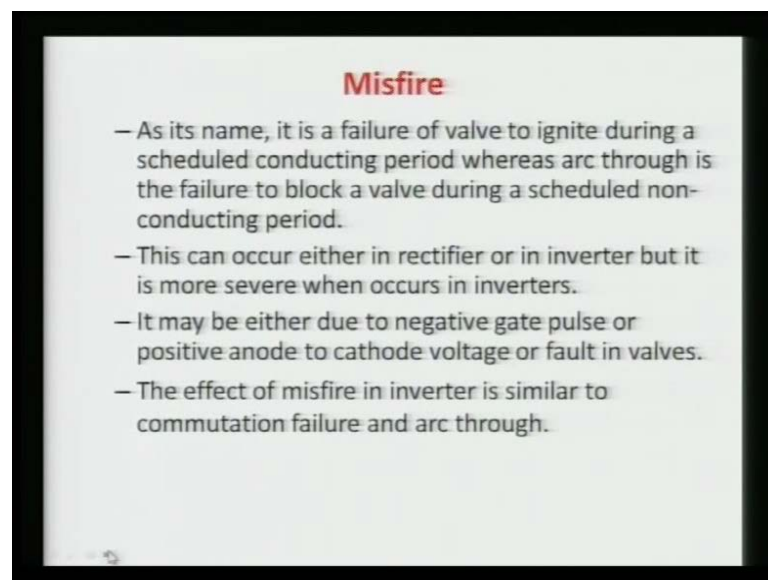 Misfire
– As its name, it is a failure of valve to ignite during a
scheduled conducting period whereas arc through is
the failure to block a valve during a scheduled non-
conducting period.
– This can occur either in rectifier or in inverter but it
is more severe when occurs in inverters.
– It may be either due to negative gate pulse or
positive anode to cathode voltage or fault in valves.
– The effect of misfire in inverter is similar to
commutation failure and arc through.